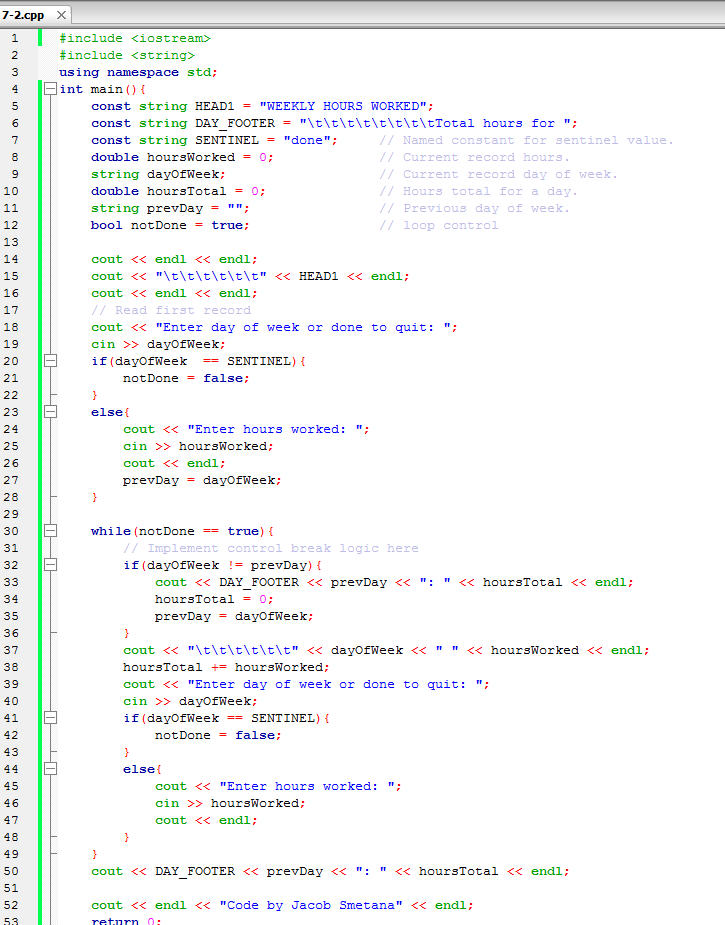 7-2.cpp X
1 #include <iostream>
2 #include <string>
3 using namespace std;
4 int main(){
5 const string HEAD1 = "WEEKLY HOURS WORKED";
6 const string DAY_FOOTER = "\t\t\t\t\t\t\t\tTotal hours for ";
7 const string SENTINEL = "done"; // Named constant for sentinel value.
8 double hoursWorked = 0; // Current record hours.
9 string dayOfWeek; // Current record day of week.
10 double hoursTotal = 0; // Hours total for a day.
11 string prevDay = ""; // Previous day of week.
12 bool notDone = true; // loop control
13
14 cout << endl << endl;
15 cout << "\t\t\t\t\t\t" << HEAD1 << endl;
16 cout << endl << endl;
17 // Read first record
18 cout << "Enter day of week or done to quit: ";
19 cin >> dayOfWeek;
20 if(dayOfWeek == SENTINEL){
21 notDone = false;
22 }
23 else{
24 cout << "Enter hours worked: ";
25 cin >> hoursWorked;
26 cout << endl;
27 prevDay = dayOfWeek;
28 }
29
30 while(notDone == true){
31 // Implement control break logic here
32 if(dayOfWeek != prevDay){
33 cout << DAY_FOOTER << prevDay << ": " << hoursTotal << endl;
34 hoursTotal = 0;
35 prevDay = dayOfWeek;
36 }
37 cout << "\t\t\t\t\t\t" << dayOfWeek << " " << hoursWorked << endl;
38 hoursTotal += hoursWorked;
39 cout << "Enter day of week or done to quit: ";
40 cin >> dayOfWeek;
41 if(dayOfWeek == SENTINEL){
42 notDone = false;
43 }
44 else{
45 cout << "Enter hours worked: ";
46 cin >> hoursWorked;
47 cout << endl;
48 }
49 }
50 cout << DAY_FOOTER << prevDay << ": " << hoursTotal << endl;
51
52 cout << endl << "Code by Jacob Smetana" << endl;
53 return 0;